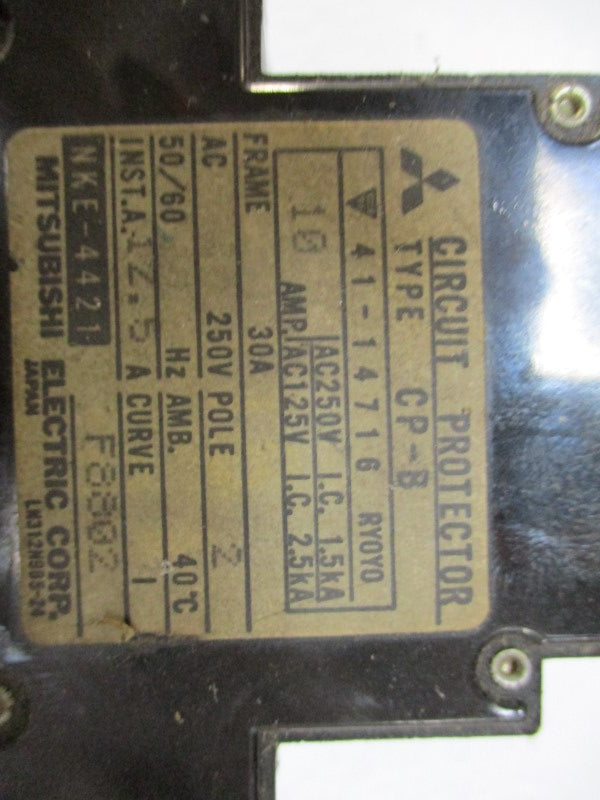 CIRCUIT PROTECTOR
TYPE CP-B
▽ 41-14716 RYOYO
10 AMP. AC250V I.C. 1.5kA
AC125V I.C. 2.5kA
FRAME 30A
AC 250V POLE 2
50/60 Hz AMB. 40℃
INST.A. 12.5 A CURVE 1
NKE-4421 F8802
MITSUBISHI ELECTRIC CORP.
JAPAN